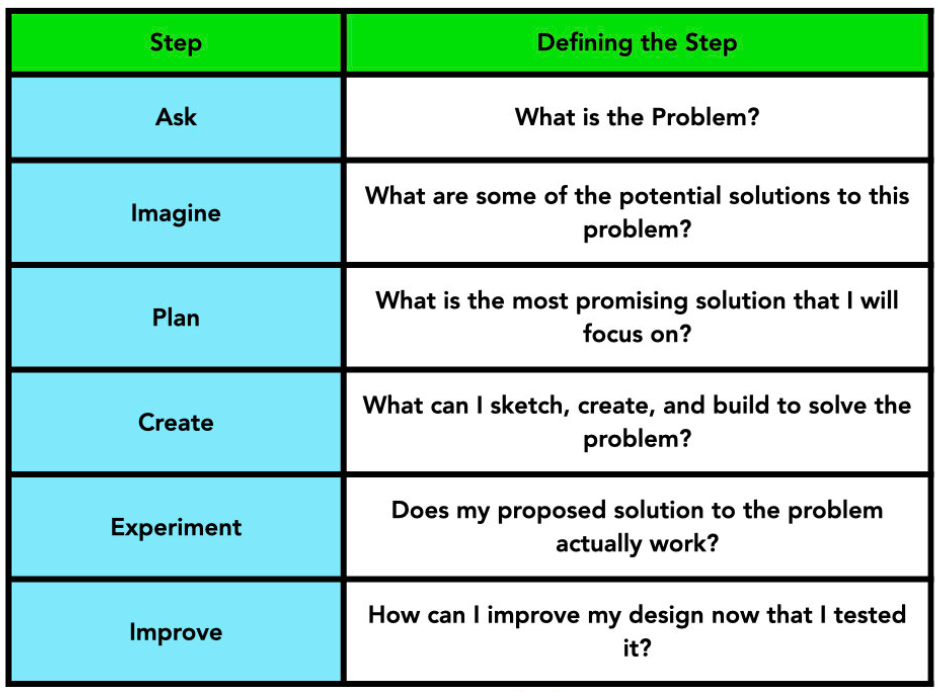 Step
Defining the Step
Ask
What is the Problem?
Imagine
What are some of the potential solutions to this
problem?
Plan
What is the most promising solution that I will
focus on?
Create
What can I sketch, create, and build to solve the
problem?
Experiment
Does my proposed solution to the problem
actually work?
Improve
How can I improve my design now that I tested
it?